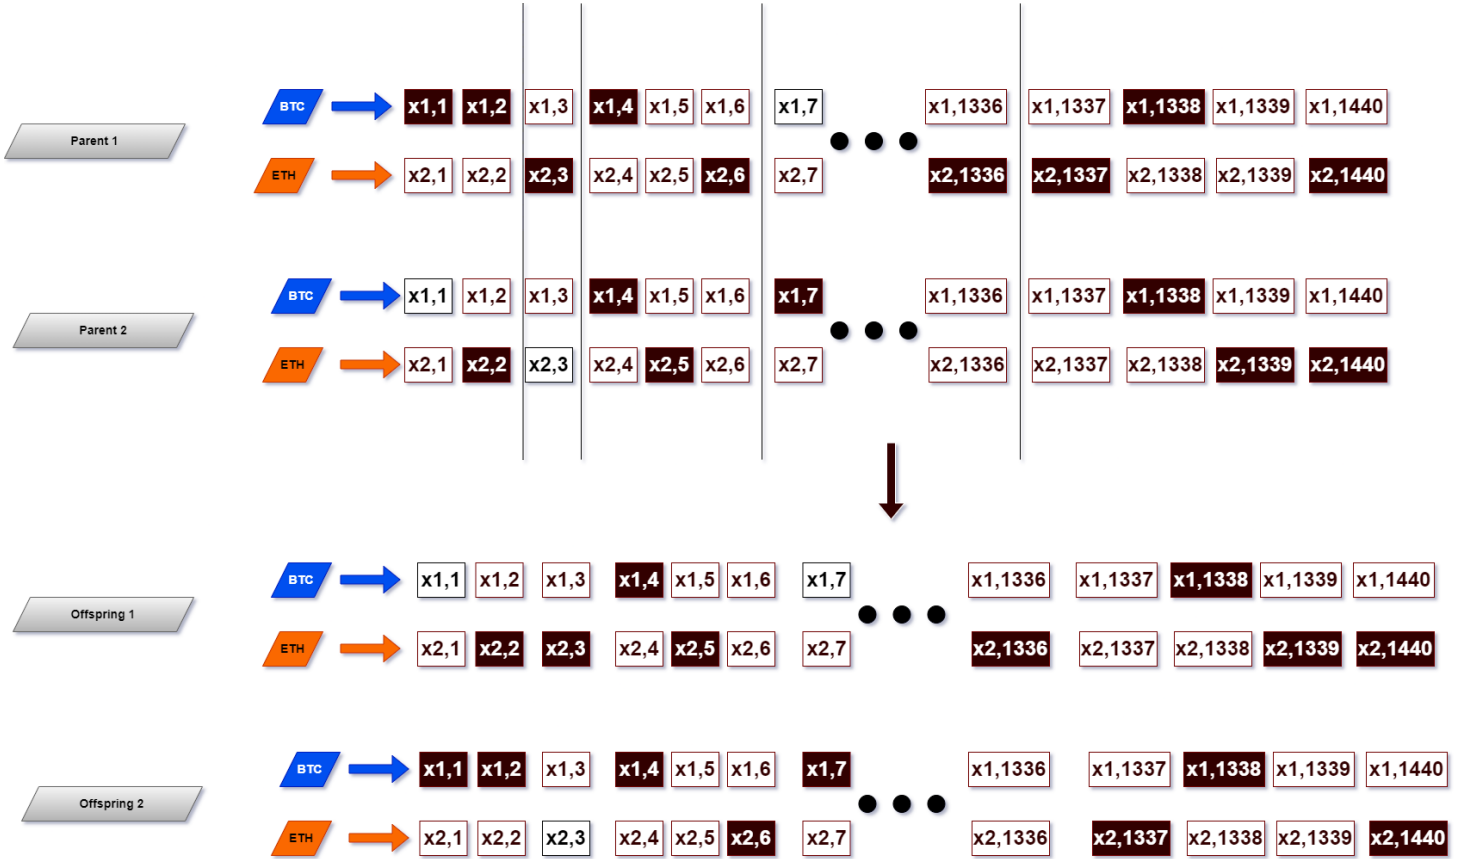 BTC x1,1 x1,2 x1,3 x1,4 x1,5 x1,6 x1,7 x1,1336 x1,1337 x1,1338 x1,1339 x1,1440
Parent 1
ETH x2,1 x2,2 x2,3 x2,4 x2,5 x2,6 x2,7 x2,1336 x2,1337 x2,1338 x2,1339 x2,1440
BTC x1,1 x1,2 x1,3 x1,4 x1,5 x1,6 x1,7 x1,1336 x1,1337 x1,1338 x1,1339 x1,1440
Parent 2
ETH x2,1 x2,2 x2,3 x2,4 x2,5 x2,6 x2,7 x2,1336 x2,1337 x2,1338 x2,1339 x2,1440
BTC x1,1 x1,2 x1,3 x1,4 x1,5 x1,6 x1,7 x1,1336 x1,1337 x1,1338 x1,1339 x1,1440
Offspring 1
ETH x2,1 x2,2 x2,3 x2,4 x2,5 x2,6 x2,7 x2,1336 x2,1337 x2,1338 x2,1339 x2,1440
BTC x1,1 x1,2 x1,3 x1,4 x1,5 x1,6 x1,7 x1,1336 x1,1337 x1,1338 x1,1339 x1,1440
Offspring 2
ETH x2,1 x2,2 x2,3 x2,4 x2,5 x2,6 x2,7 x2,1336 x2,1337 x2,1338 x2,1339 x2,1440